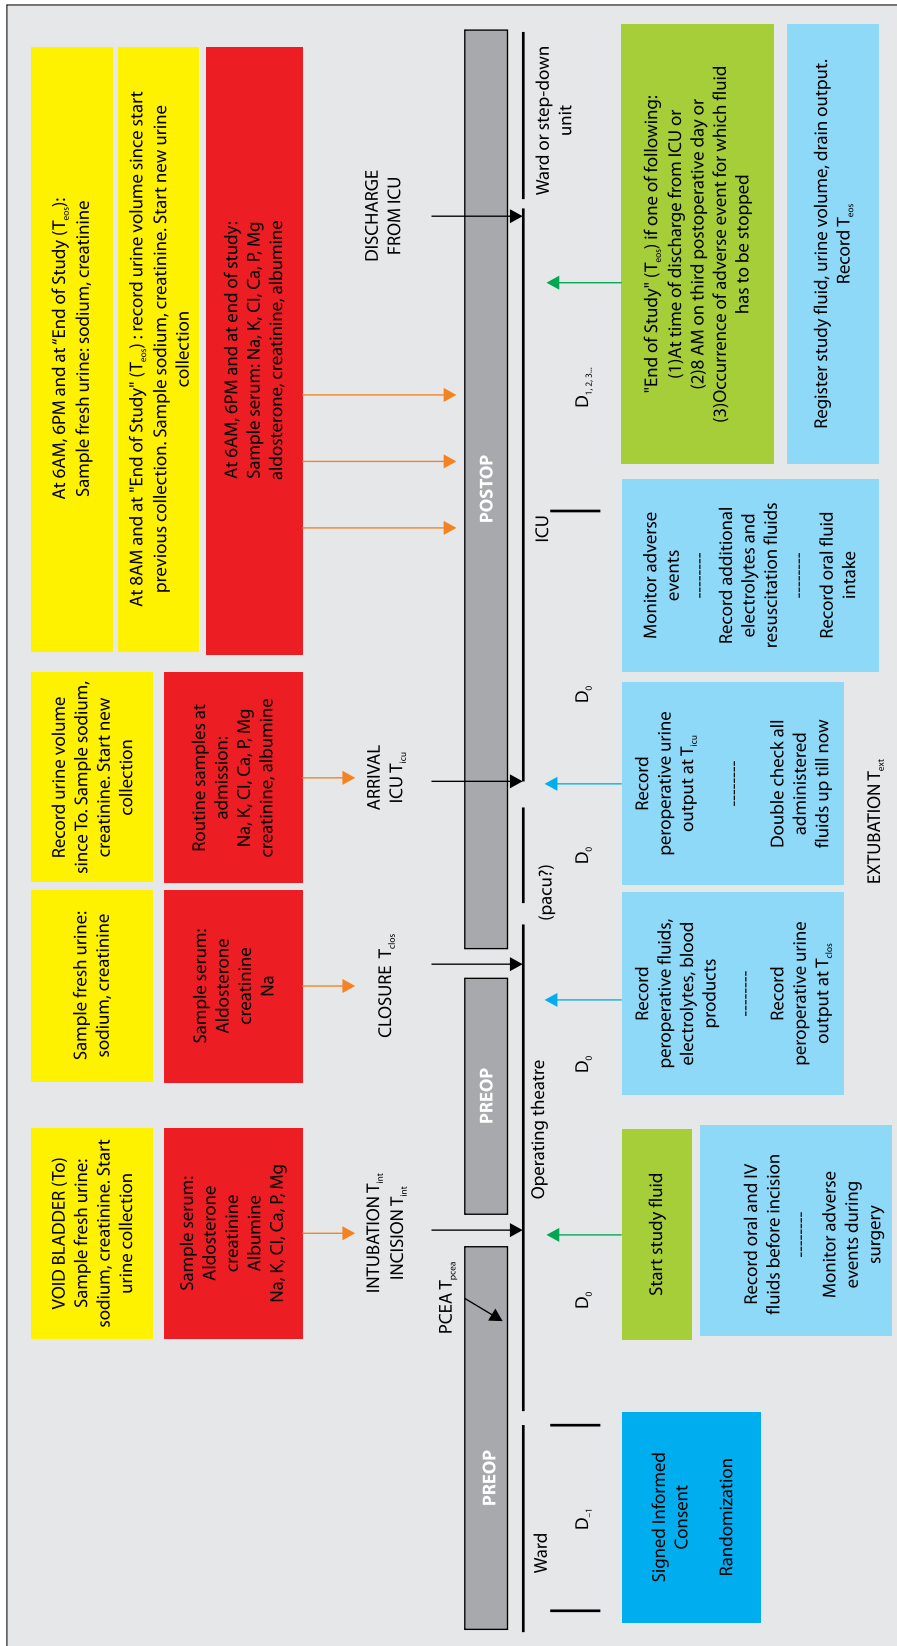 VOID BLADDER (To)
Sample fresh urine:
sodium, creatinine. Start
urine collection
Sample fresh urine:
sodium, creatinine
Record urine volume
since To. Sample sodium,
creatinine. Start new
collection
At 6AM, 6PM and at “End of Study (Teos):
Sample fresh urine: sodium, creatinine
At 8AM and at "End of Study" (Teos) : record urine volume since start
previous collection. Sample sodium, creatinine. Start new urine
collection
Sample serum:
Aldosterone
creatinine
Albumine
Na, K, Cl, Ca, P, Mg
Sample serum:
Aldosterone
creatinine
Na
Routine samples at
admission:
Na, K, Cl, Ca, P, Mg
creatinine, albumine
At 6AM, 6PM and at end of study:
Sample serum: Na, K, Cl, Ca, P, Mg
aldosterone, creatinine, albumine
INTUBATION Tint
INCISION Tint
CLOSURE Tclos
ARRIVAL
ICU Ticu
DISCHARGE
FROM ICU
PCEA Tpcea
PREOP
PREOP
POSTOP
Ward
Operating theatre
(pacu?)
ICU
Ward or step-down
unit
D−1
D0
D0
D0
D0
D1, 2, 3...
Signed Informed
Consent
Randomization
Start study fluid
Record oral and IV
fluids before incision
--------
Monitor adverse
events during
surgery
Record
peroperative fluids,
electrolytes, blood
products
--------
Record
peroperative urine
output at Tclos
Record
peroperative urine
output at Ticu
--------
Double check all
administered
fluids up till now
EXTUBATION Text
Monitor adverse
events
--------
Record additional
electrolytes and
resuscitation fluids
--------
Record oral fluid
intake
"End of Study" (Teos) if one of following:
(1)At time of discharge from ICU or
(2)8 AM on third postoperative day or
(3)Occurrence of adverse event for which fluid
has to be stopped
Register study fluid, urine volume, drain output.
Record Teos